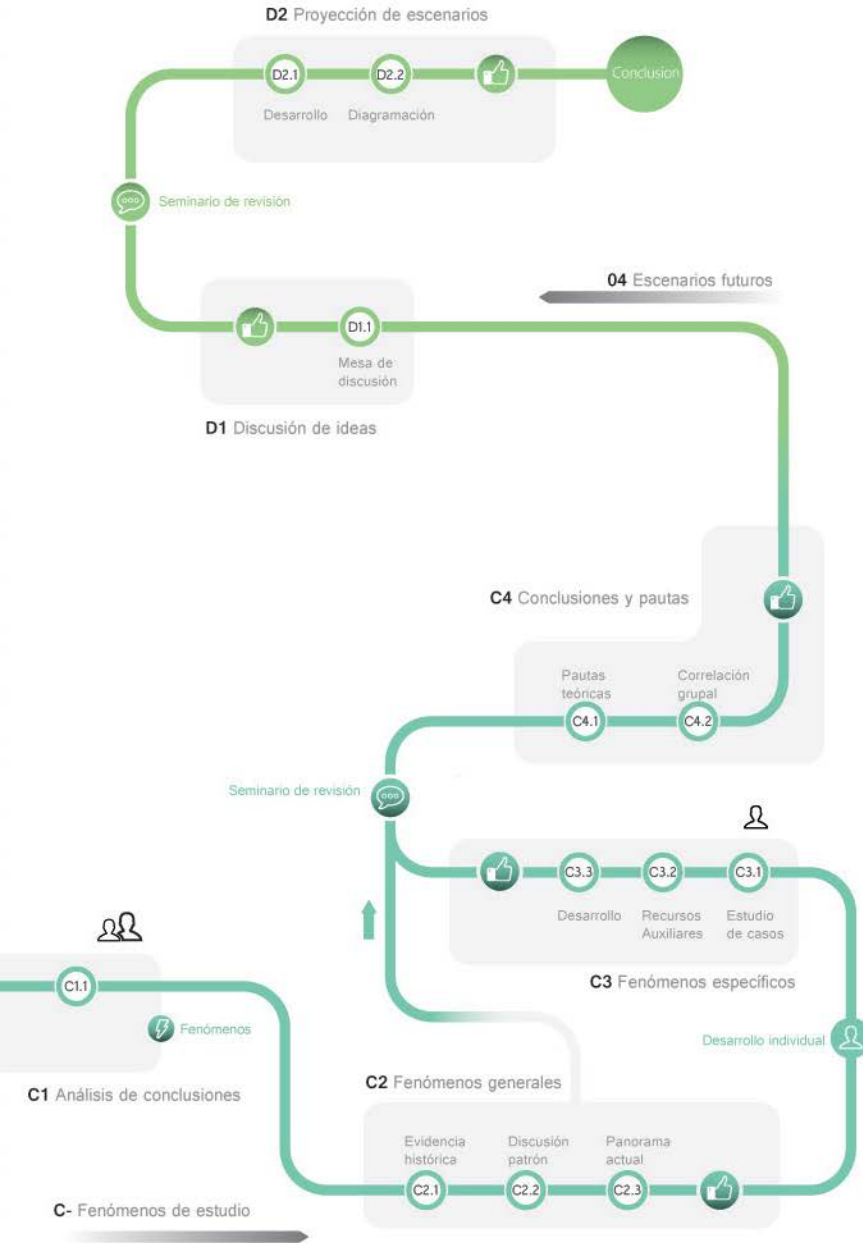 D2 Proyección de escenarios
D2.1
D2.2
Conclusion
Desarrollo
Diagramación
Seminario de revisión
04 Escenarios futuros
D1.1
Mesa de
discusión
D1 Discusión de ideas
C4 Conclusiones y pautas
Pautas
teóricas
Correlación
grupal
C4.1
C4.2
Seminario de revisión
C3.3
C3.2
C3.1
Desarrollo
Recursos
Auxiliares
Estudio
de casos
C3 Fenómenos específicos
C1.1
Fenómenos
Desarrollo individual
C1 Análisis de conclusiones
C2 Fenómenos generales
Evidencia
histórica
Discusión
patrón
Panorama
actual
C2.1
C2.2
C2.3
C- Fenómenos de estudio